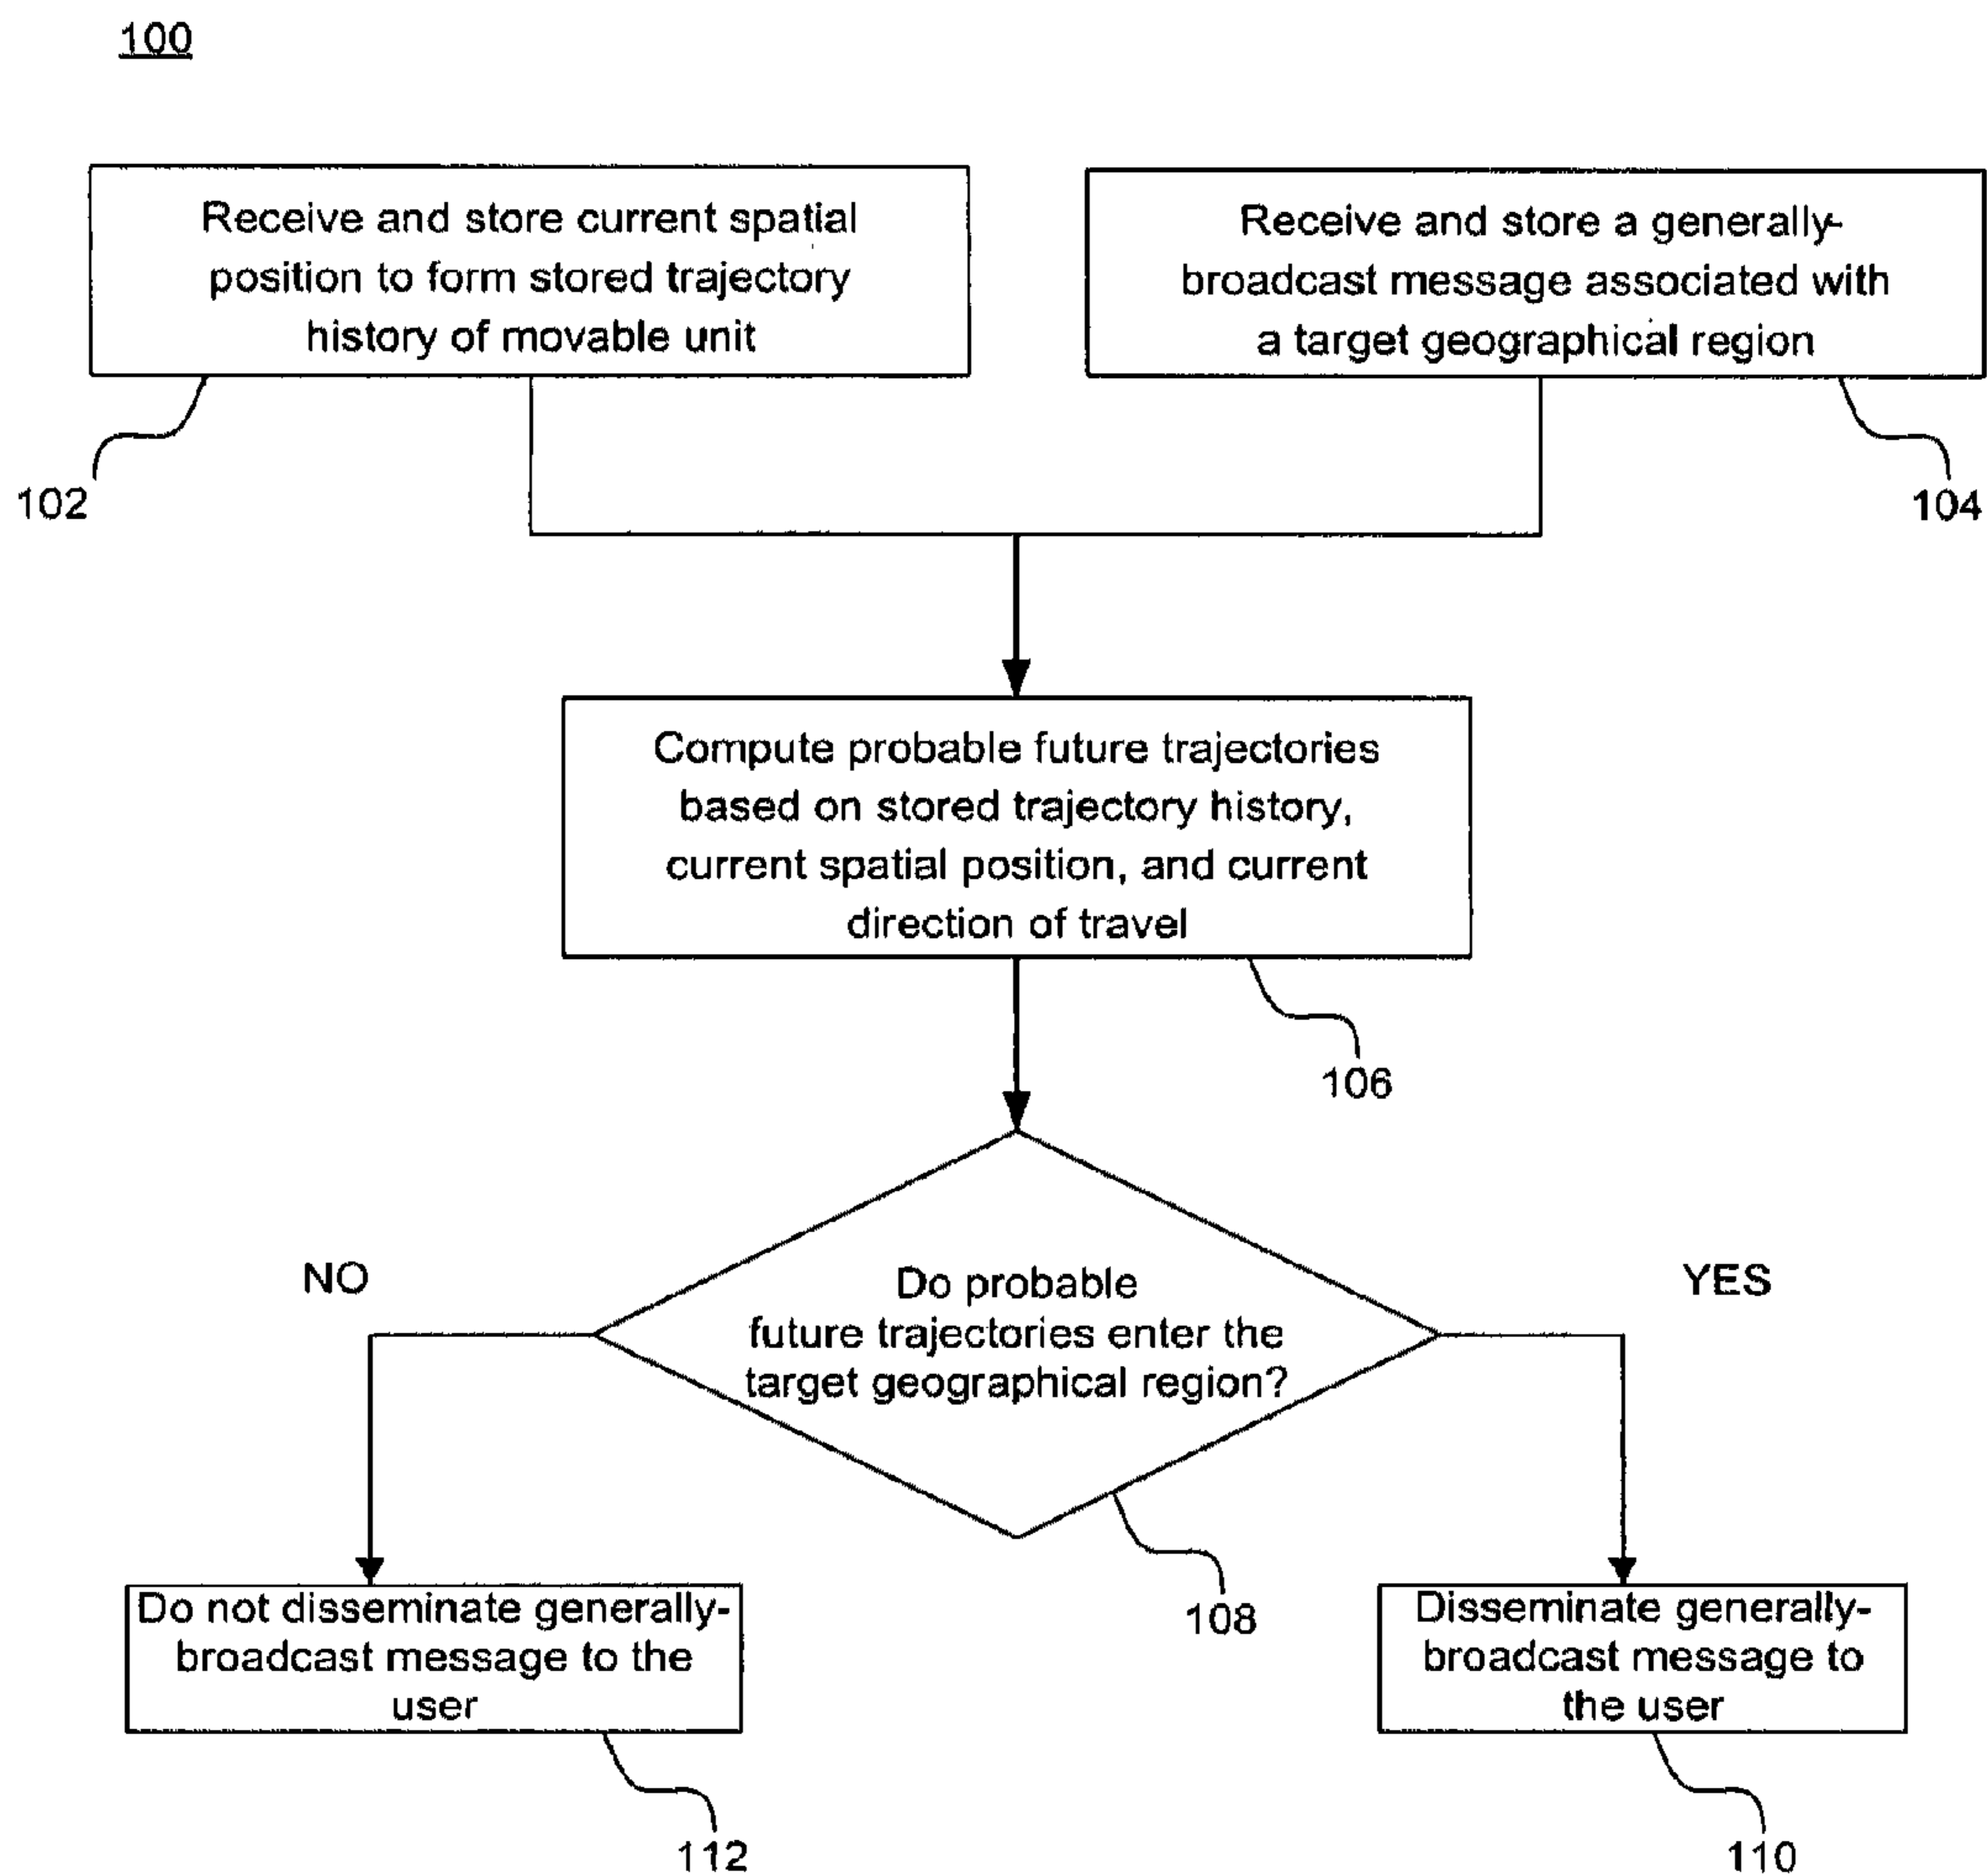 100
Receive and store current spatial
position to form stored trajectory
history of movable unit
Receive and store a generally-
broadcast message associated with
a target geographical region
102
104
Compute probable future trajectories
based on stored trajectory history,
current spatial position, and current
direction of travel
106
Do probable
future trajectories enter the
target geographical region?
NO
YES
108
Do not disseminate generally-
broadcast message to the
user
Disseminate generally-
broadcast message to
the user
112
110